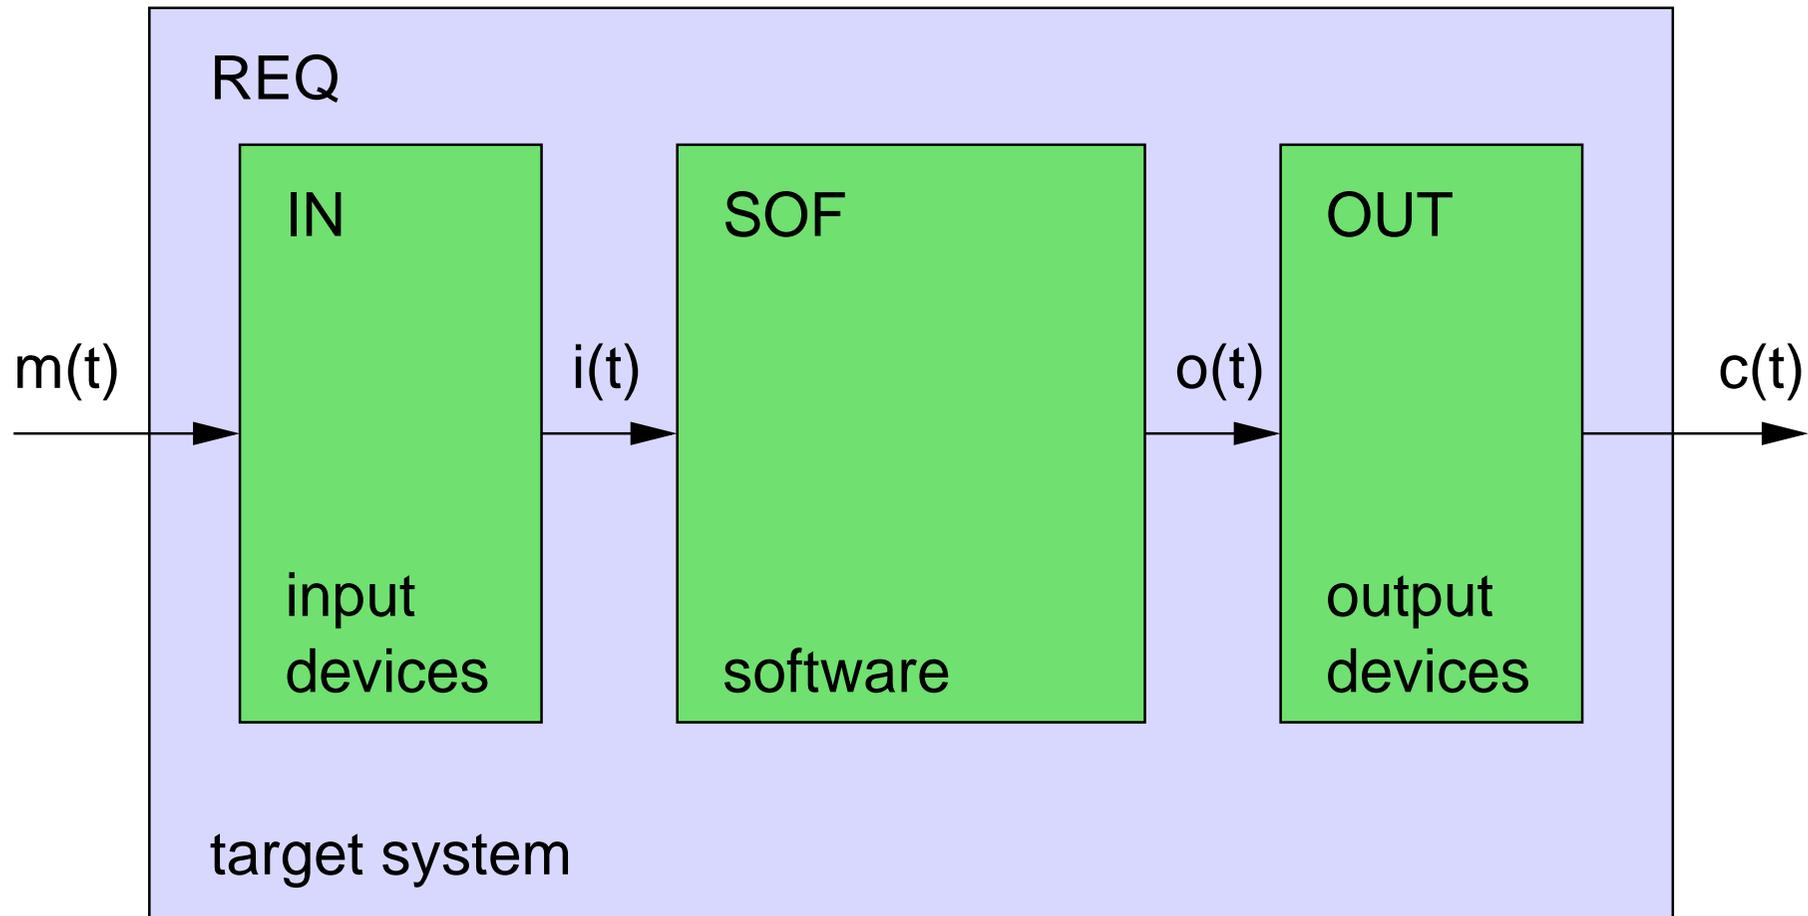 REQ
IN
SOF
OUT
m(t)
i(t)
o(t)
c(t)
input
devices
software
output
devices
target system